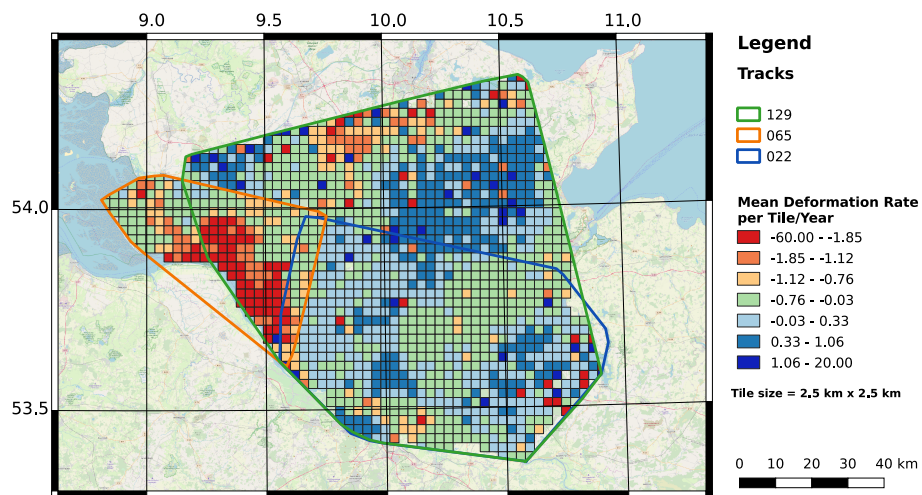 9.0 9.5 10.0 10.5 11.0
54.0
53.5
Legend
Tracks
129
065
022
Mean Deformation Rate
per Tile/Year
-60.00 - -1.85
-1.85 - -1.12
-1.12 - -0.76
-0.76 - -0.03
-0.03 - 0.33
0.33 - 1.06
1.06 - 20.00
Tile size = 2.5 km x 2.5 km
0 10 20 30 40 km